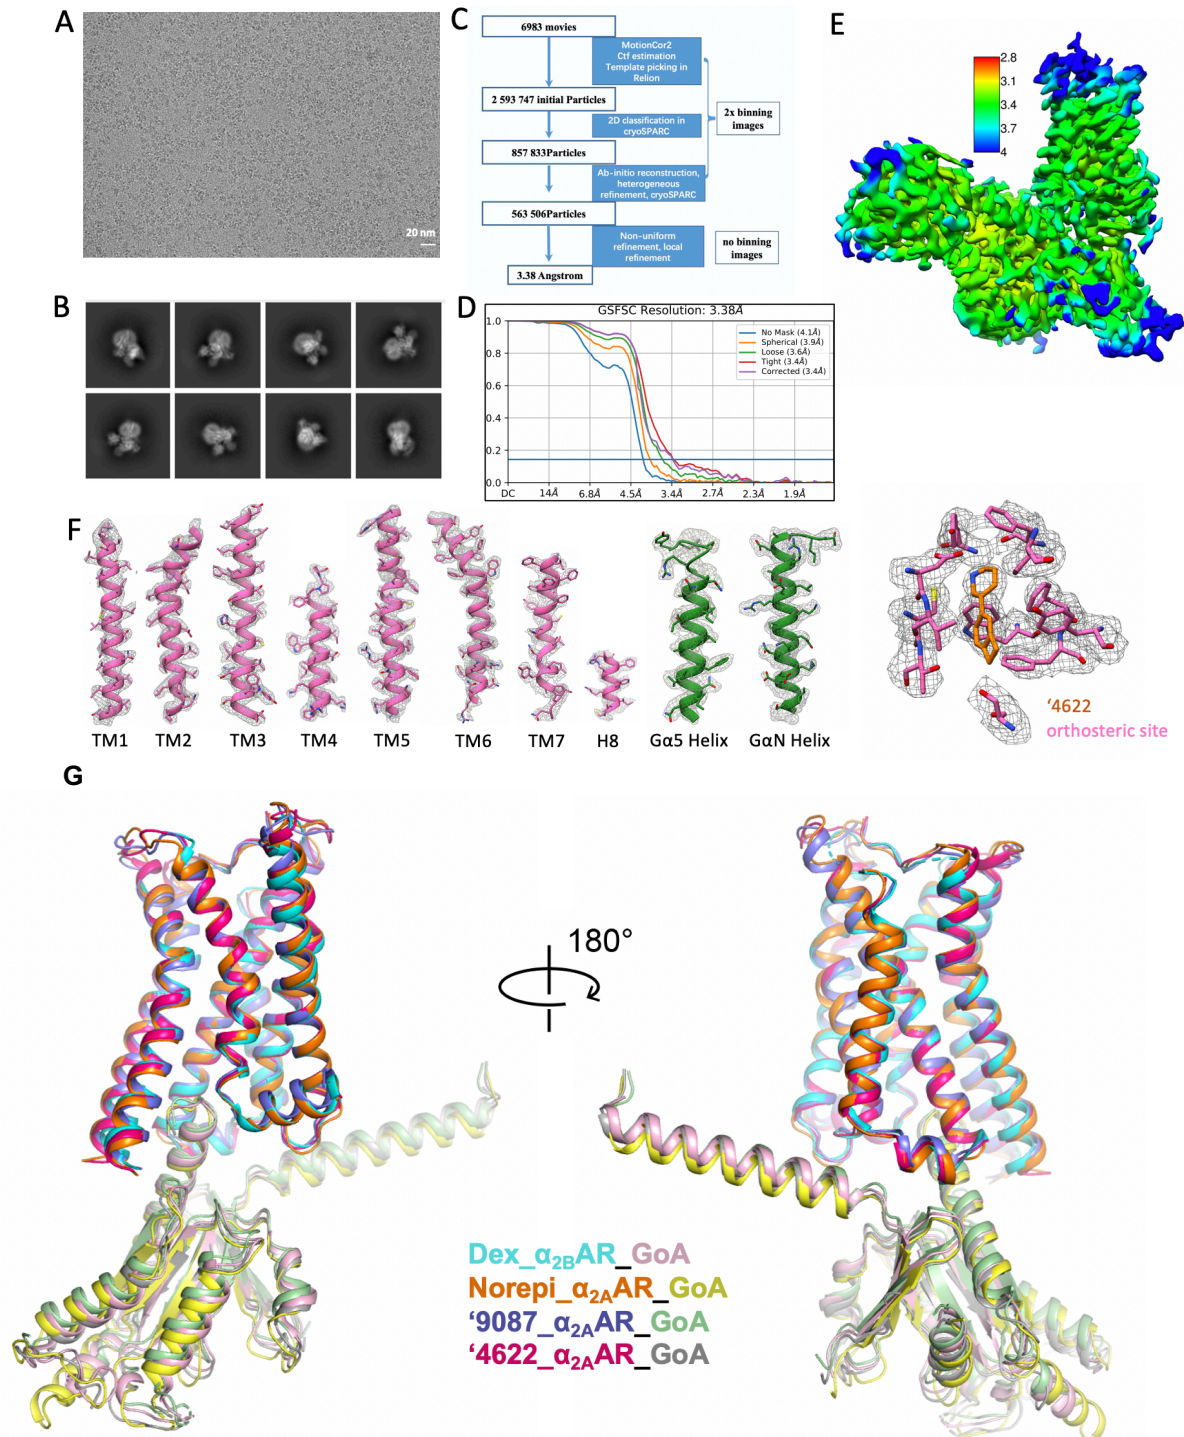 A
20 nm
C
6983 movies
MotionCor2
Ctf estimation
Template picking in
Relion
2 593 747 initial Particles
2D classification in
cryoSPARC
2x binning
images
857 833Particles
Ab-initio reconstruction,
heterogeneous
refinement, cryoSPARC
563 506Particles
Non-uniform
refinement, local
refinement
no binning
images
3.38 Angstrom
E
2.8
3.1
3.4
3.7
4
B
D
GSFSC Resolution: 3.38Å
No Mask (4.1Å)
Spherical (3.9Å)
Loose (3.6Å)
Tight (3.4Å)
Corrected (3.4Å)
1.0
0.8
0.6
0.4
0.2
0.0
DC 14Å 6.8Å 4.5Å 3.4Å 2.7Å 2.3Å 1.9Å
F
TM1 TM2 TM3 TM4 TM5 TM6 TM7 H8 Gα5 Helix GαN Helix
‘4622
orthosteric site
G
180°
Dex_α2BAR_GoA
Norepi_α2AAR_GoA
‘9087_α2AAR_GoA
‘4622_α2AAR_GoA